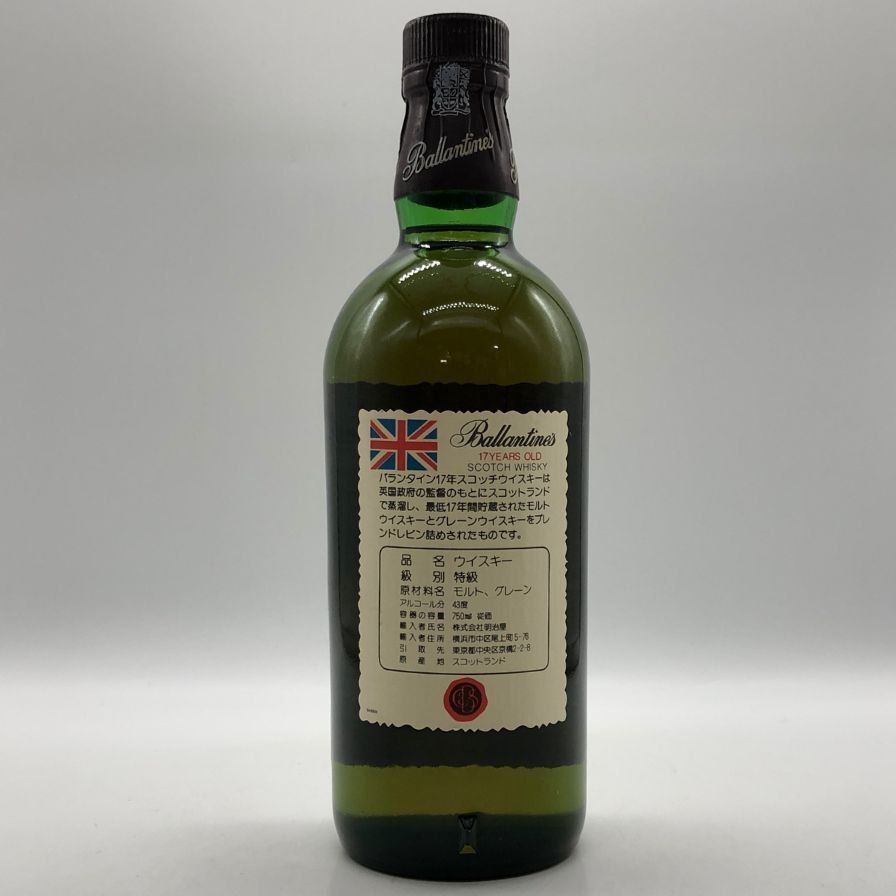 Ballantine's
Ballantine's
17 YEARS OLD
SCOTCH WHISKY
バランタイン17年スコッチウイスキーは
英国政府の監督のもとにスコットランド
で蒸溜し、最低17年間貯蔵されたモルト
ウイスキーとグレーンウイスキーをブレ
ンドしビン詰めされたものです。
品名 ウイスキー
級別 特級
原材料名 モルト、グレーン
アルコール分 43度
容器の容量 750ml 従価
輸入者氏名 株式会社明治屋
輸入者住所 横浜市中区尾上町5-76
引取先 東京都中央区京橋2-2-8
原産地 スコットランド